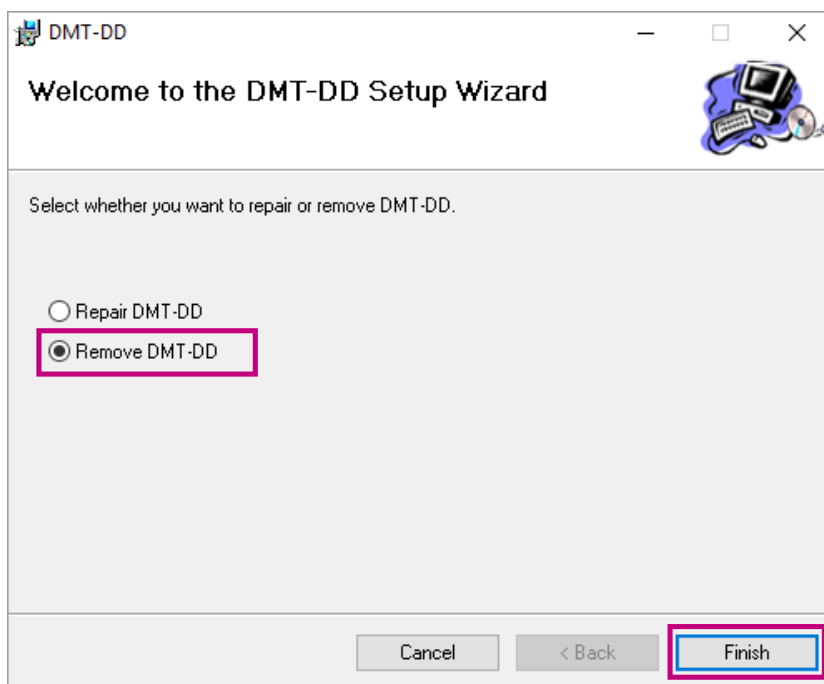 DMT-DD
Welcome to the DMT-DD Setup Wizard
Select whether you want to repair or remove DMT-DD.
Repair DMT-DD
Remove DMT-DD
Cancel
< Back
Finish